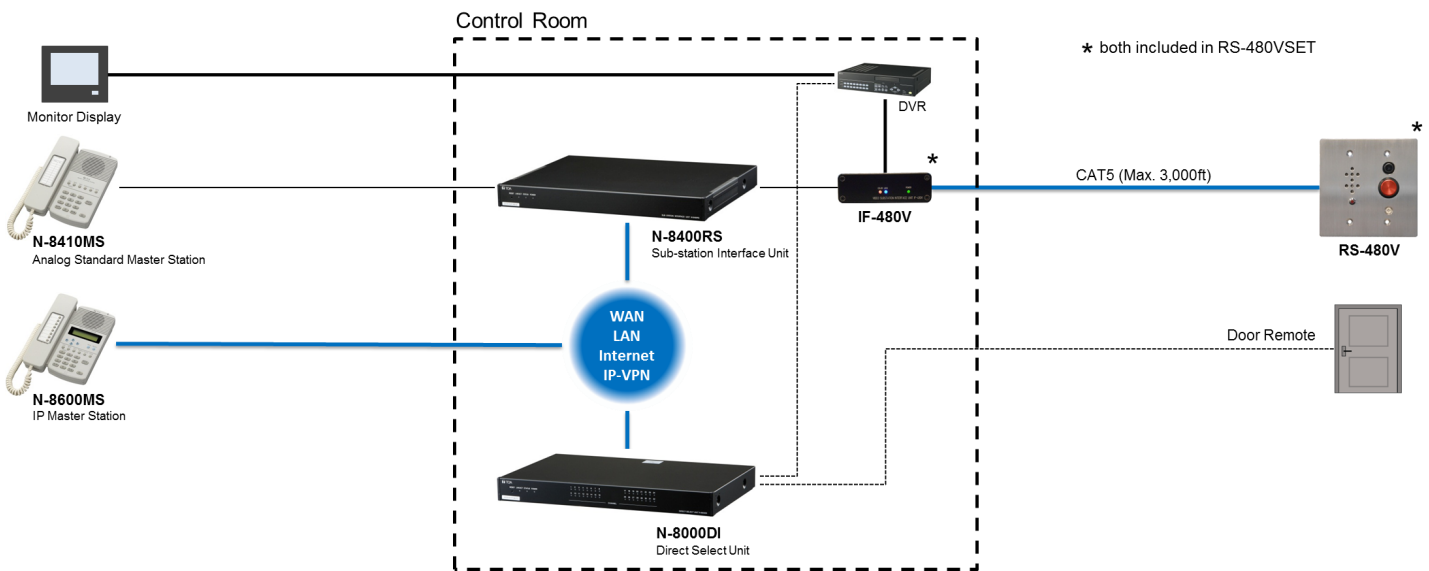 Control Room
* both included in RS-480VSET
Monitor Display
DVR
*
*
CAT5 (Max. 3,000ft)
IF-480V
RS-480V
N-8410MS
Analog Standard Master Station
N-8400RS
Sub-station Interface Unit
WAN
LAN
Internet
IP-VPN
Door Remote
N-8600MS
IP Master Station
N-8000DI
Direct Select Unit